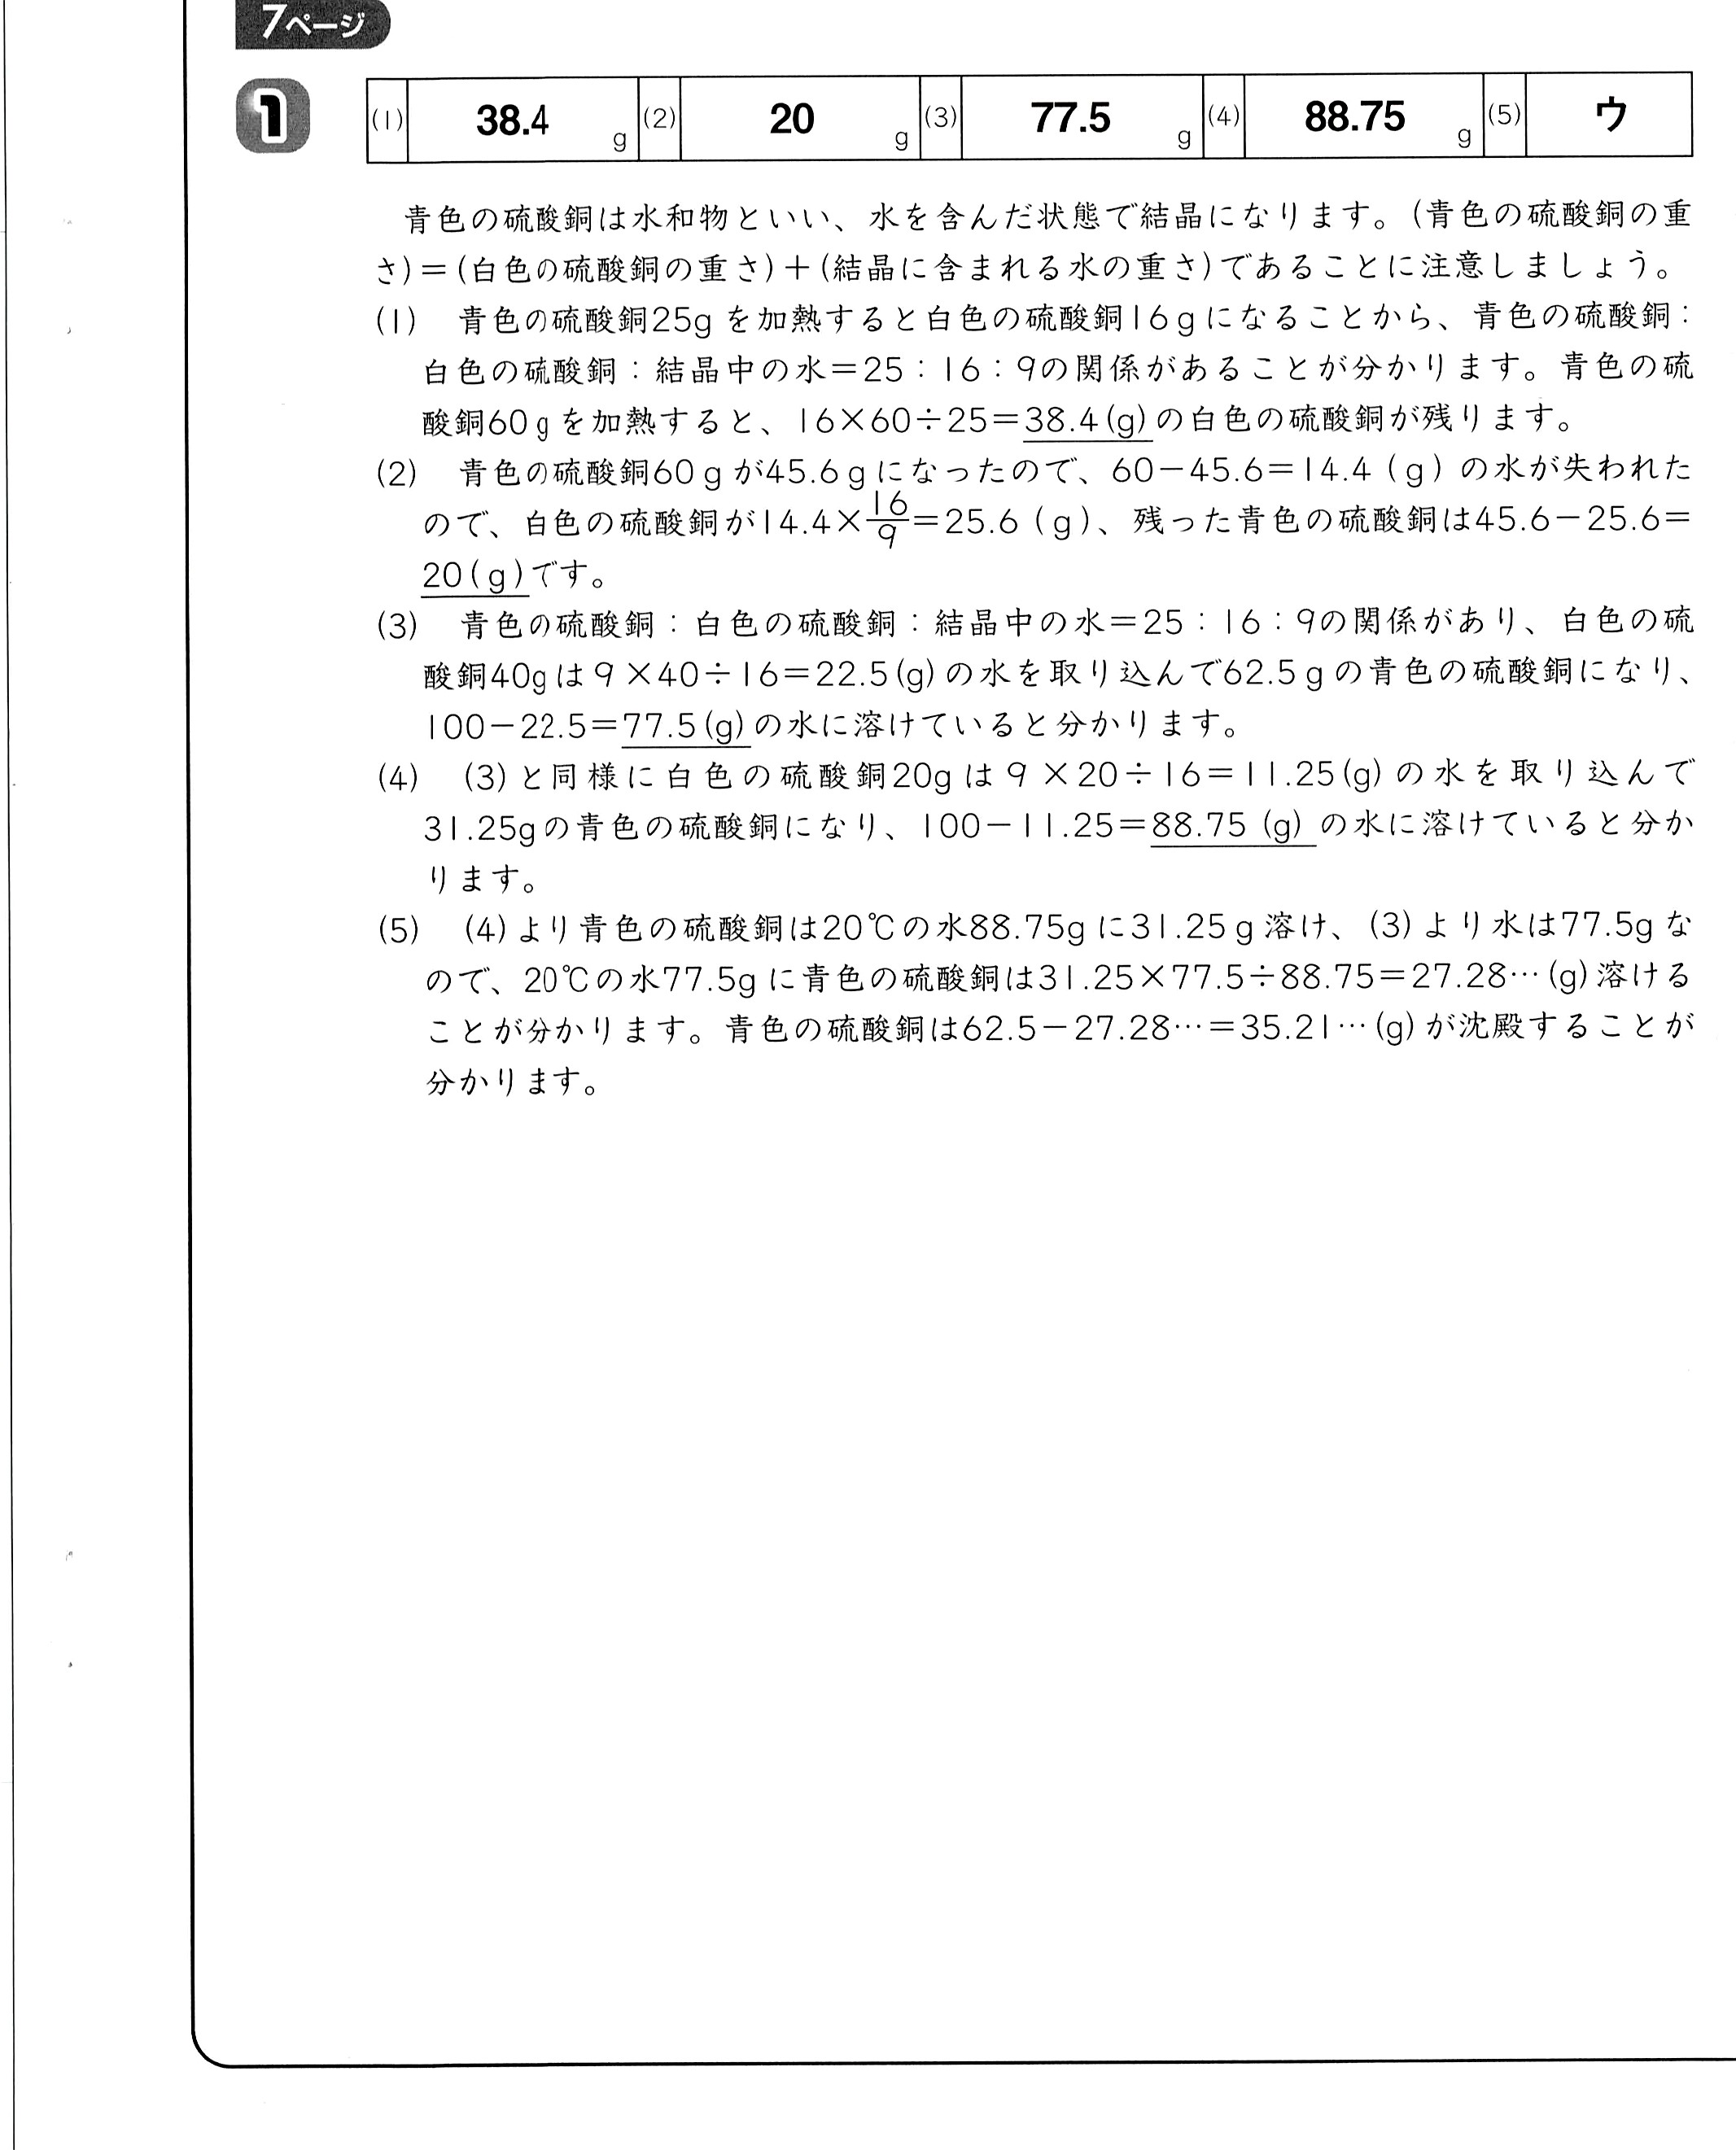 7ページ
1
(1) 38.4 g (2) 20 g (3) 77.5 g (4) 88.75 g (5) ウ
青色の硫酸銅は水和物といい、水を含んだ状態で結晶になります。(青色の硫酸銅の重
さ)＝(白色の硫酸銅の重さ)＋(結晶に含まれる水の重さ)であることに注意しましょう。
(1) 青色の硫酸銅25gを加熱すると白色の硫酸銅16gになることから、青色の硫酸銅：
白色の硫酸銅：結晶中の水＝25：16：9の関係があることが分かります。青色の硫
酸銅60gを加熱すると、16×60÷25＝38.4(g)の白色の硫酸銅が残ります。
(2) 青色の硫酸銅60gが45.6gになったので、60－45.6＝14.4(g)の水が失われた
ので、白色の硫酸銅が14.4×16/9＝25.6(g)、残った青色の硫酸銅は45.6－25.6＝
20(g)です。
(3) 青色の硫酸銅：白色の硫酸銅：結晶中の水＝25：16：9の関係があり、白色の硫
酸銅40gは9×40÷16＝22.5(g)の水を取り込んで62.5gの青色の硫酸銅になり、
100－22.5＝77.5(g)の水に溶けていると分かります。
(4) (3)と同様に白色の硫酸銅20gは9×20÷16＝11.25(g)の水を取り込んで
31.25gの青色の硫酸銅になり、100－11.25＝88.75(g)の水に溶けていると分か
ります。
(5) (4)より青色の硫酸銅は20℃の水88.75gに31.25g溶け、(3)より水は77.5gな
ので、20℃の水77.5gに青色の硫酸銅は31.25×77.5÷88.75＝27.28…(g)溶ける
ことが分かります。青色の硫酸銅は62.5－27.28…＝35.21…(g)が沈殿することが
分かります。